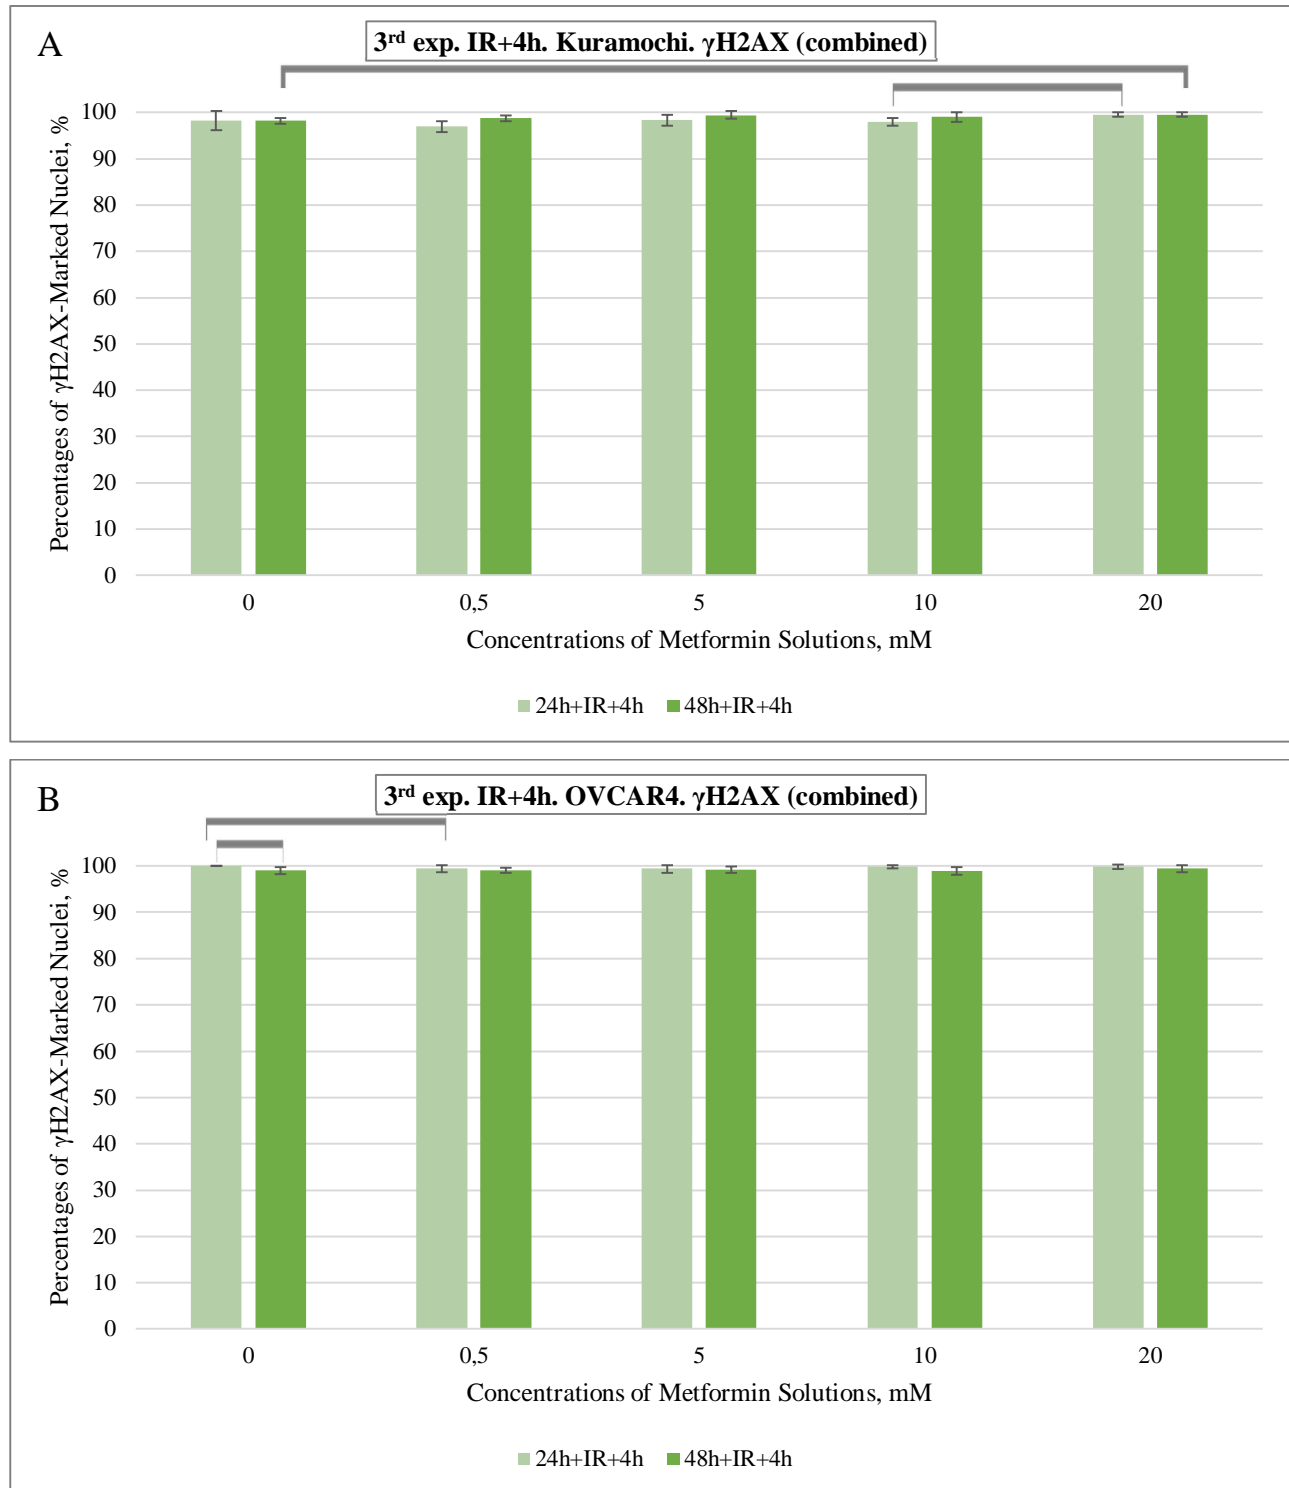 A
3rd exp. IR+4h. Kuramochi. γH2AX (combined)
Percentages of γH2AX-Marked Nuclei, %
100
90
80
70
60
50
40
30
20
10
0
0 0,5 5 10 20
Concentrations of Metformin Solutions, mM
24h+IR+4h 48h+IR+4h
B
3rd exp. IR+4h. OVCAR4. γH2AX (combined)
Percentages of γH2AX-Marked Nuclei, %
100
90
80
70
60
50
40
30
20
10
0
0 0,5 5 10 20
Concentrations of Metformin Solutions, mM
24h+IR+4h 48h+IR+4h